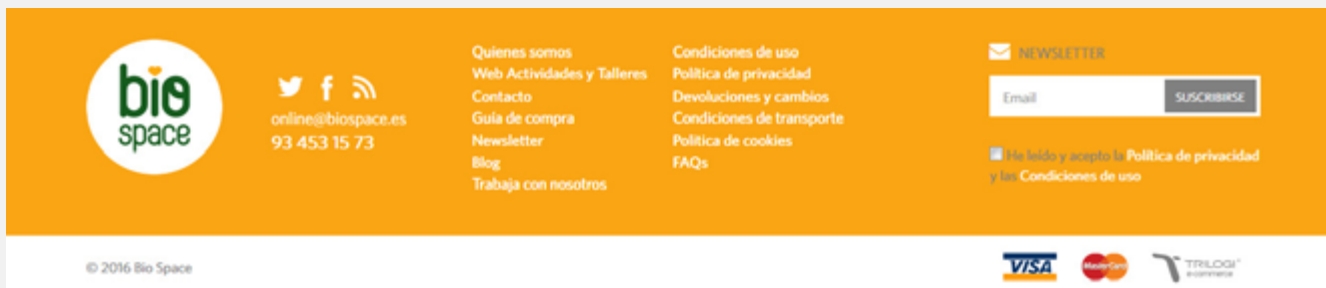 bio
space
online@biospace.es
93 453 15 73
Quienes somos
Web Actividades y Talleres
Contacto
Guía de compra
Newsletter
Blog
Trabaja con nosotros
Condiciones de uso
Política de privacidad
Devoluciones y cambios
Condiciones de transporte
Política de cookies
FAQs
NEWSLETTER
Email
SUSCRIBIRSE
He leído y acepto la Política de privacidad
y las Condiciones de uso
© 2016 Bio Space
VISA
MasterCard
TRILOGI
e-commerce